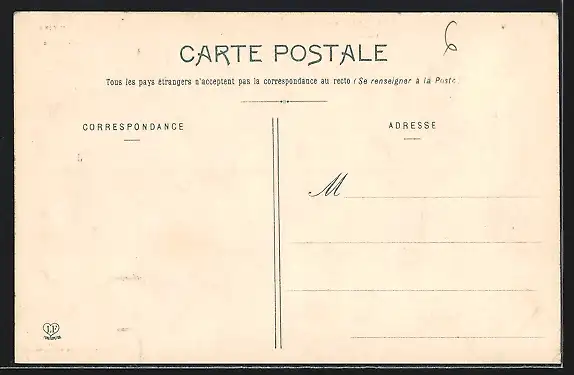 6
CARTE POSTALE
Tous les pays étrangers n'acceptent pas la correspondance au recto (Se renseigner à la Poste)
CORRESPONDANCE
ADRESSE
M